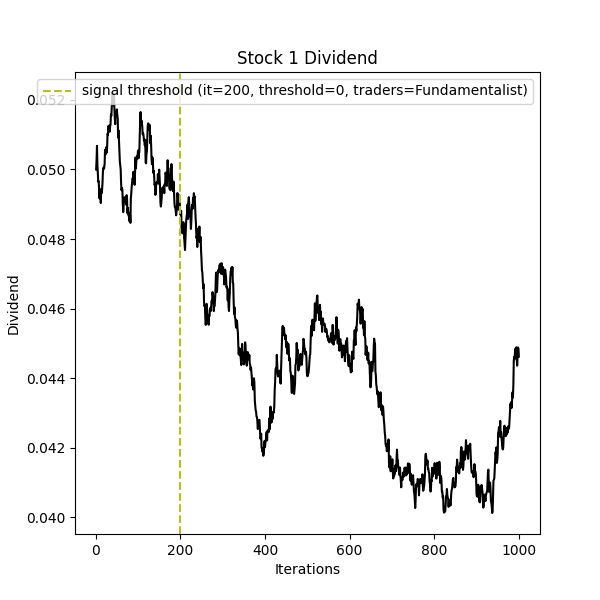 Stock 1 Dividend
signal threshold (it=200, threshold=0, traders=Fundamentalist)
0.052
0.050
0.048
0.046
0.044
0.042
0.040
Dividend
0 200 400 600 800 1000
Iterations